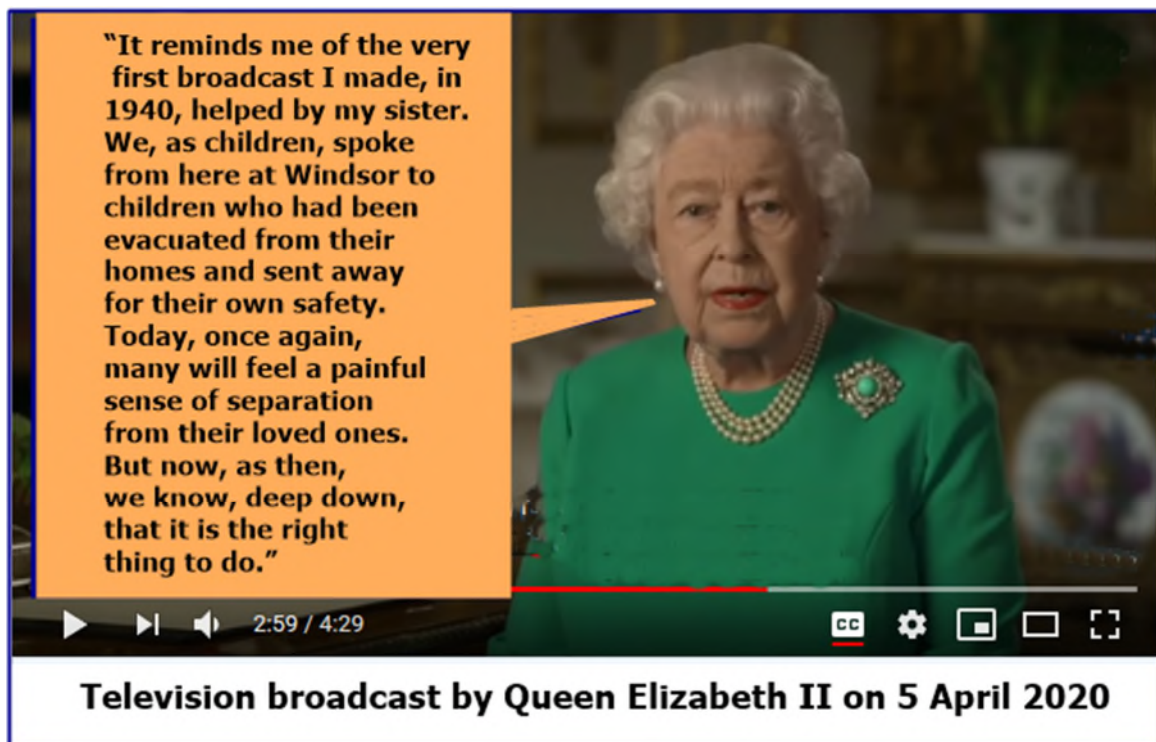 “It reminds me of the very
first broadcast I made, in
1940, helped by my sister.
We, as children, spoke
from here at Windsor to
children who had been
evacuated from their
homes and sent away
for their own safety.
Today, once again,
many will feel a painful
sense of separation
from their loved ones.
But now, as then,
we know, deep down,
that it is the right
thing to do.”
2:59 / 4:29
CC
Television broadcast by Queen Elizabeth II on 5 April 2020